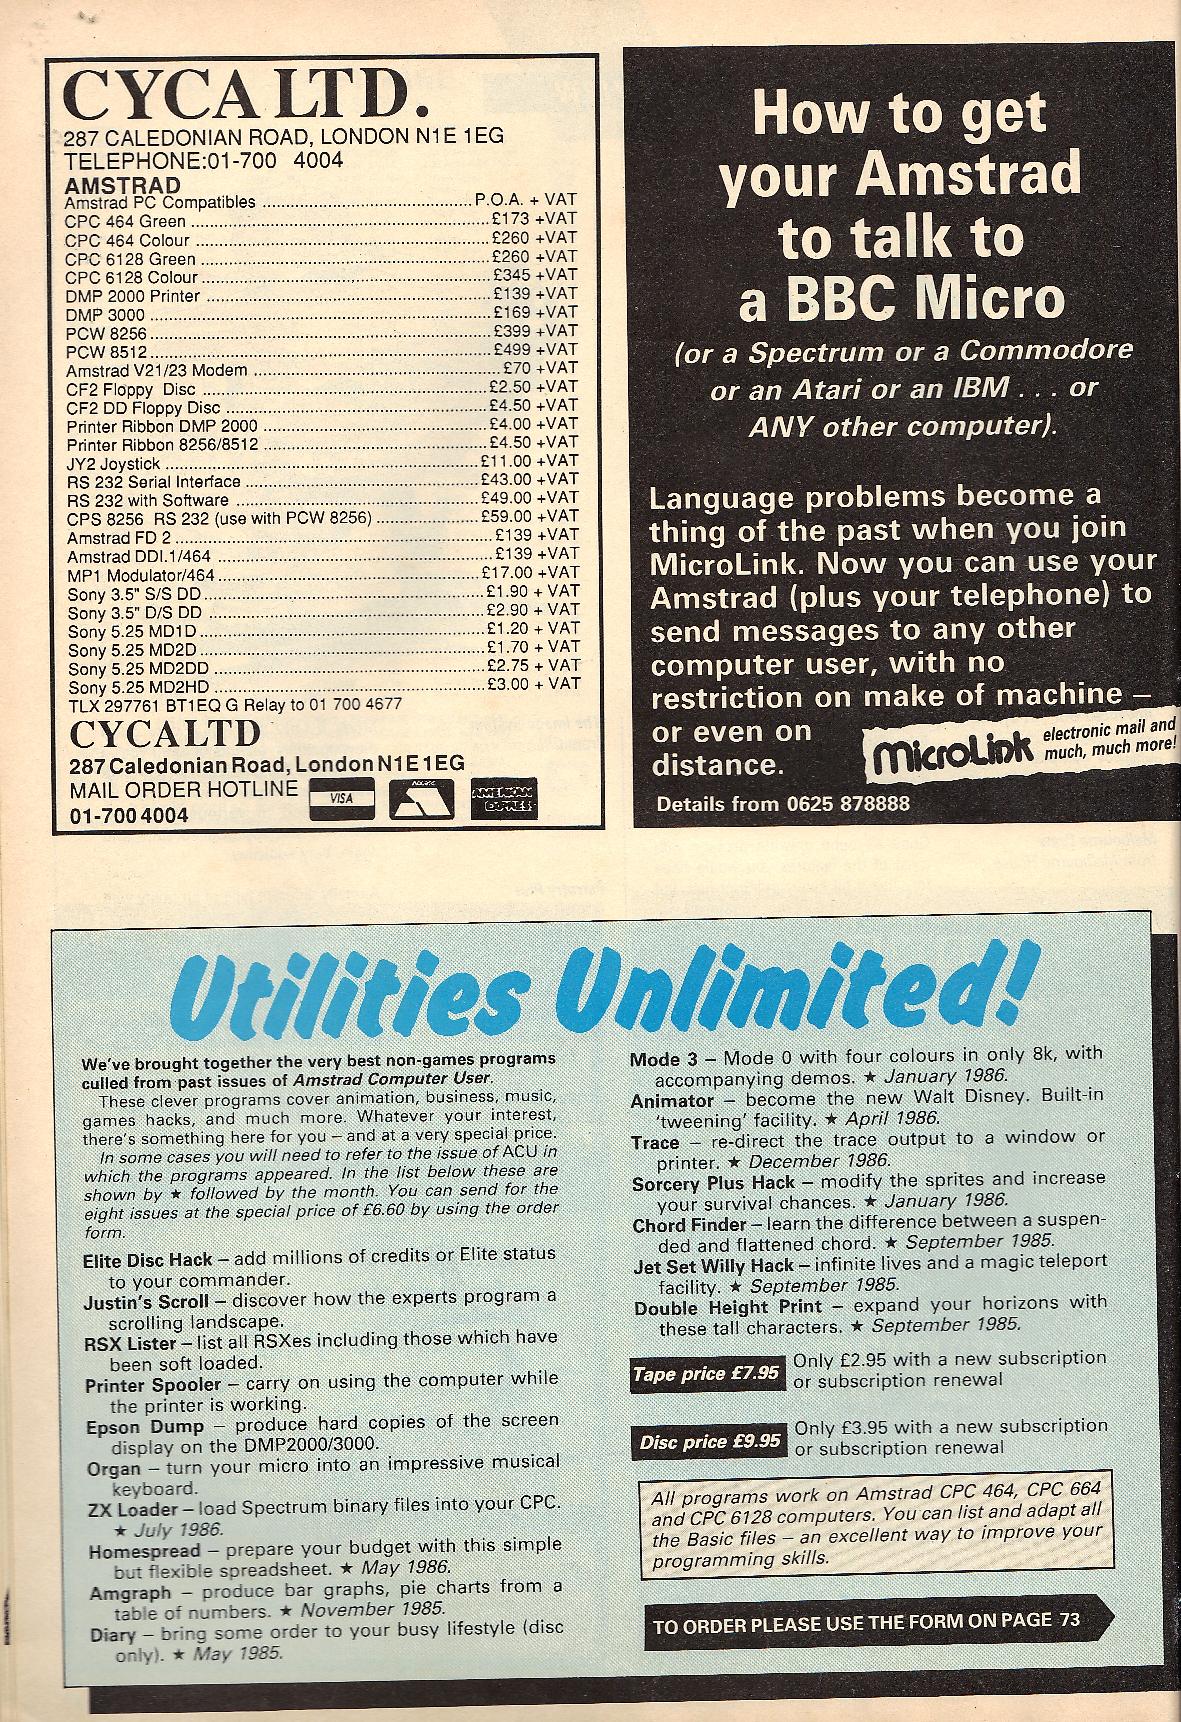 CYCA LTD.
287 CALEDONIAN ROAD, LONDON N1E 1EG
TELEPHONE:01-700 4004
AMSTRAD
Amstrad PC Compatibles ............ P.O.A. + VAT
CPC 464 Green ............ £173 +VAT
CPC 464 Colour ............ £260 +VAT
CPC 6128 Green ............ £260 +VAT
CPC 6128 Colour ............ £345 +VAT
DMP 2000 Printer ............ £139 +VAT
DMP 3000 ............ £169 +VAT
PCW 8256 ............ £399 +VAT
PCW 8512 ............ £499 +VAT
Amstrad V21/23 Modem ............ £70 +VAT
CF2 Floppy Disc ............ £2.50 +VAT
CF2 DD Floppy Disc ............ £4.50 +VAT
Printer Ribbon DMP 2000 ............ £4.00 +VAT
Printer Ribbon 8256/8512 ............ £4.50 +VAT
JY2 Joystick ............ £11.00 +VAT
RS 232 Serial Interface ............ £43.00 +VAT
RS 232 with Software ............ £49.00 +VAT
CPS 8256 RS 232 (use with PCW 8256) ............ £59.00 +VAT
Amstrad FD 2 ............ £139 +VAT
Amstrad DDI.1/464 ............ £139 +VAT
MP1 Modulator/464 ............ £17.00 +VAT
Sony 3.5" S/S DD ............ £1.90 + VAT
Sony 3.5" D/S DD ............ £2.90 + VAT
Sony 5.25 MD1D ............ £1.20 + VAT
Sony 5.25 MD2D ............ £1.70 + VAT
Sony 5.25 MD2DD ............ £2.75 + VAT
Sony 5.25 MD2HD ............ £3.00 + VAT
TLX 297761 BT1EQ G Relay to 01 700 4677
CYCA LTD
287 Caledonian Road, London N1E 1EG
MAIL ORDER HOTLINE
01-700 4004
VISA
ACCESS
AMERICAN
EXPRESS
How to get
your Amstrad
to talk to
a BBC Micro
(or a Spectrum or a Commodore
or an Atari or an IBM . . . or
ANY other computer).
Language problems become a
thing of the past when you join
MicroLink. Now you can use your
Amstrad (plus your telephone) to
send messages to any other
computer user, with no
restriction on make of machine –
or even on
distance.
MicroLink
electronic mail and
much, much more!
Details from 0625 878888
Utilities Unlimited!
We've brought together the very best non-games programs
culled from past issues of Amstrad Computer User.
These clever programs cover animation, business, music,
games hacks, and much more. Whatever your interest,
there's something here for you – and at a very special price.
In some cases you will need to refer to the issue of ACU in
which the programs appeared. In the list below these are
shown by ★ followed by the month. You can send for the
eight issues at the special price of £6.60 by using the order
form.
Elite Disc Hack – add millions of credits or Elite status
to your commander.
Justin's Scroll – discover how the experts program a
scrolling landscape.
RSX Lister – list all RSXes including those which have
been soft loaded.
Printer Spooler – carry on using the computer while
the printer is working.
Epson Dump – produce hard copies of the screen
display on the DMP2000/3000.
Organ – turn your micro into an impressive musical
keyboard.
ZX Loader – load Spectrum binary files into your CPC.
★ July 1986.
Homespread – prepare your budget with this simple
but flexible spreadsheet. ★ May 1986.
Amgraph – produce bar graphs, pie charts from a
table of numbers. ★ November 1985.
Diary – bring some order to your busy lifestyle (disc
only). ★ May 1985.
Mode 3 – Mode 0 with four colours in only 8k, with
accompanying demos. ★ January 1986.
Animator – become the new Walt Disney. Built-in
'tweening' facility. ★ April 1986.
Trace – re-direct the trace output to a window or
printer. ★ December 1986.
Sorcery Plus Hack – modify the sprites and increase
your survival chances. ★ January 1986.
Chord Finder – learn the difference between a suspen-
ded and flattened chord. ★ September 1985.
Jet Set Willy Hack – infinite lives and a magic teleport
facility. ★ September 1985.
Double Height Print – expand your horizons with
these tall characters. ★ September 1985.
Tape price £7.95
Only £2.95 with a new subscription
or subscription renewal
Disc price £9.95
Only £3.95 with a new subscription
or subscription renewal
All programs work on Amstrad CPC 464, CPC 664
and CPC 6128 computers. You can list and adapt all
the Basic files – an excellent way to improve your
programming skills.
TO ORDER PLEASE USE THE FORM ON PAGE 73